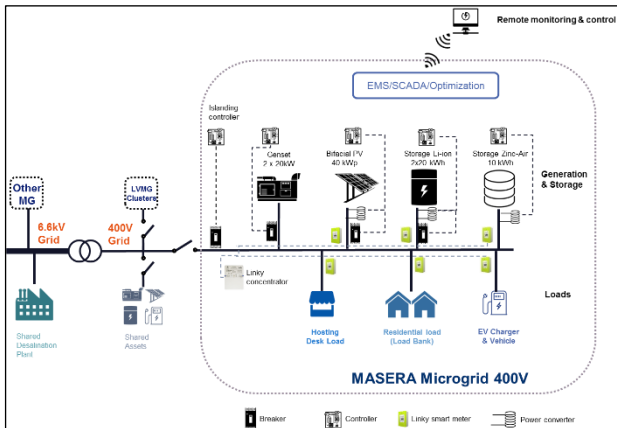 Remote monitoring & control
EMS/SCADA/Optimization
Islanding
controller
Genset
2 x 20kW
Bifacial PV
40 kWp
Storage Li-ion
2x20 kWh
Storage Zinc-Air
10 kWh
Generation
& Storage
Other
MG
LVMG
Clusters
6.6kV
Grid
400V
Grid
Linky
concentrator
Loads
Shared
Desalination
Plant
Shared
Assets
Hosting
Desk Load
Residential load
(Load Bank)
EV Charger
& Vehicle
MASERA Microgrid 400V
Breaker
Controller
Linky smart meter
Power converter